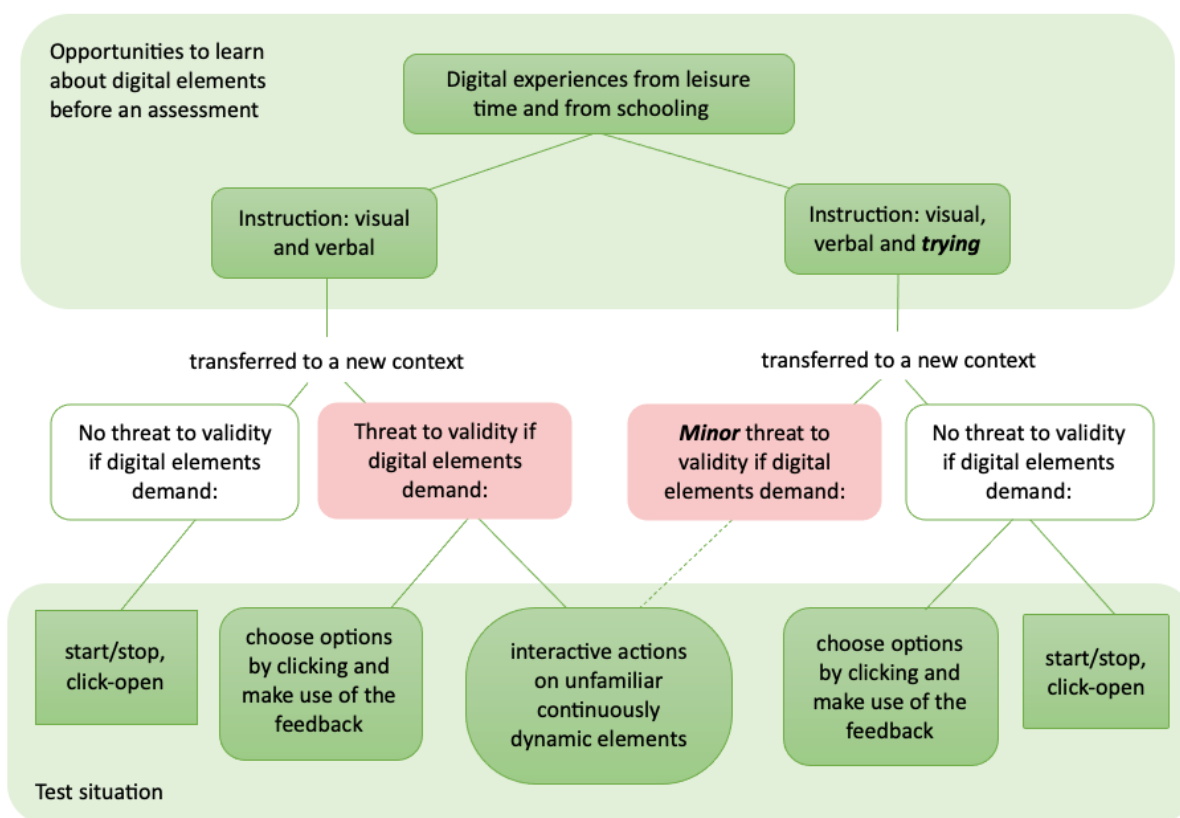 Opportunities to learn
about digital elements
before an assessment
Digital experiences from leisure
time and from schooling
Instruction: visual
and verbal
Instruction: visual,
verbal and trying
transferred to a new context
transferred to a new context
No threat to validity
if digital elements
demand:
Threat to validity if
digital elements
demand:
Minor threat to
validity if digital
elements demand:
No threat to validity
if digital elements
demand:
start/stop,
click-open
choose options
by clicking and
make use of the
feedback
interactive actions
on unfamiliar
continuously
dynamic elements
choose options
by clicking and
make use of the
feedback
start/stop,
click-open
Test situation